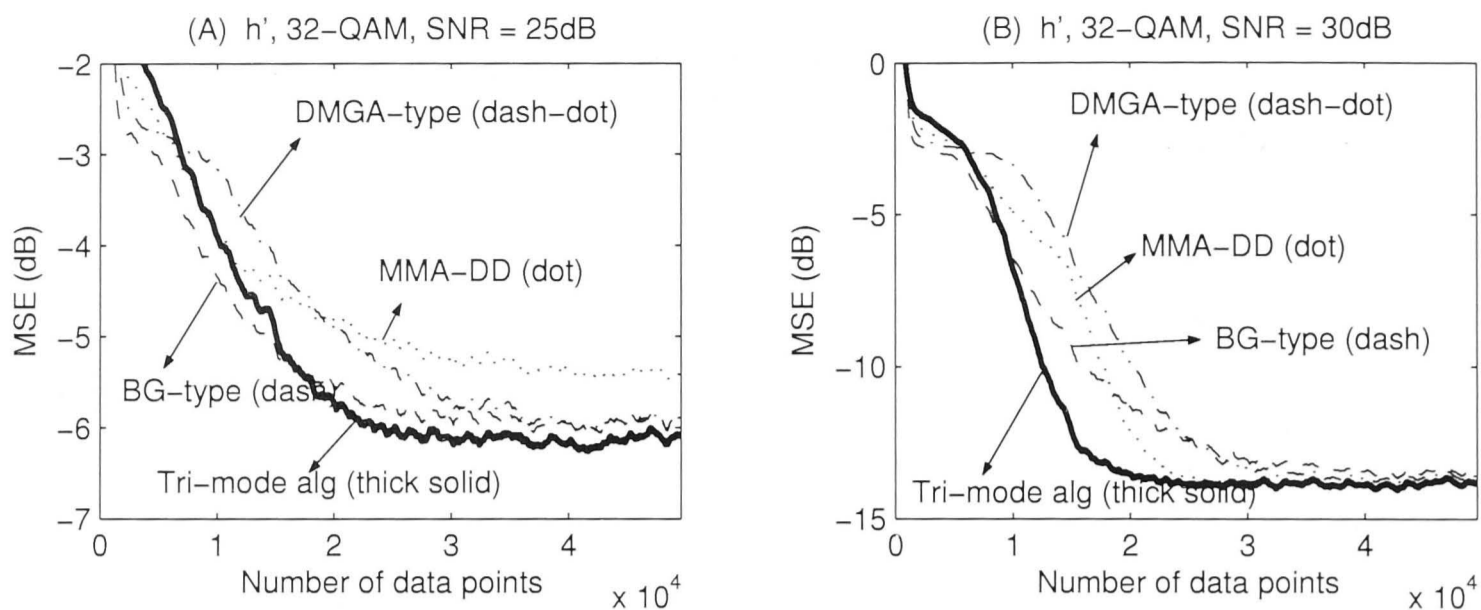 (A) h', 32-QAM, SNR = 25dB
-2
-3
-4
-5
-6
-7
MSE (dB)
DMGA-type (dash-dot)
MMA-DD (dot)
BG-type (dash)
Tri-mode alg (thick solid)
0
1
2
3
4
Number of data points
x 10^4
(B) h', 32-QAM, SNR = 30dB
0
-5
-10
-15
MSE (dB)
DMGA-type (dash-dot)
MMA-DD (dot)
BG-type (dash)
Tri-mode alg (thick solid)
0
1
2
3
4
Number of data points
x 10^4